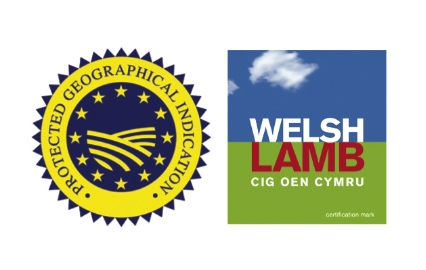 PROTECTED GEOGRAPHICAL INDICATION
WELSH
LAMB
CIG OEN CYMRU
certification mark